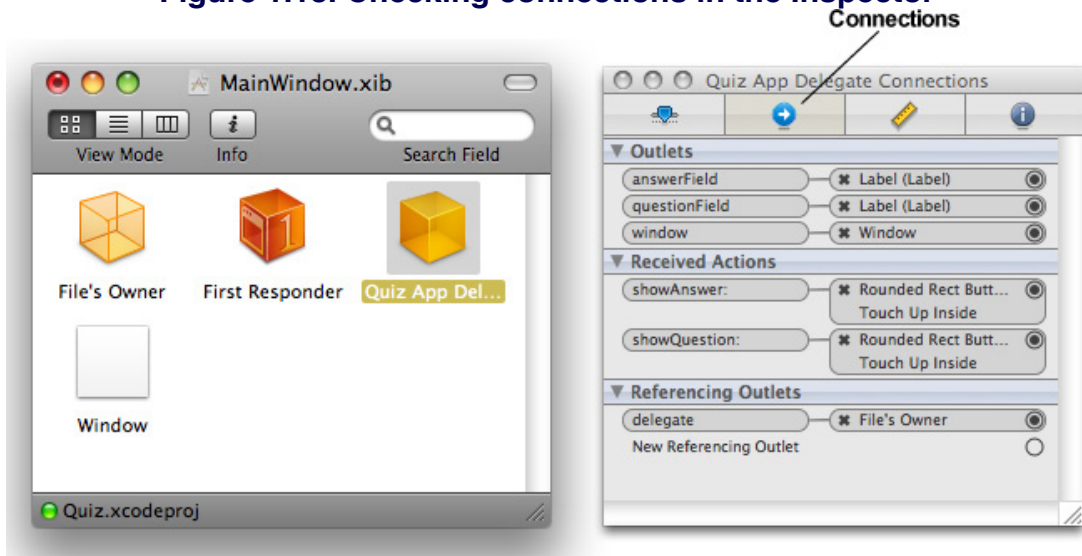 Connections
MainWindow.xib
View Mode
Info
Search Field
File's Owner
First Responder
1
Quiz App Del...
Window
Quiz.xcodeproj
Quiz App Delegate Connections
Outlets
answerField
Label (Label)
questionField
Label (Label)
window
Window
Received Actions
showAnswer:
Rounded Rect Butt...
Touch Up Inside
showQuestion:
Rounded Rect Butt...
Touch Up Inside
Referencing Outlets
delegate
File's Owner
New Referencing Outlet